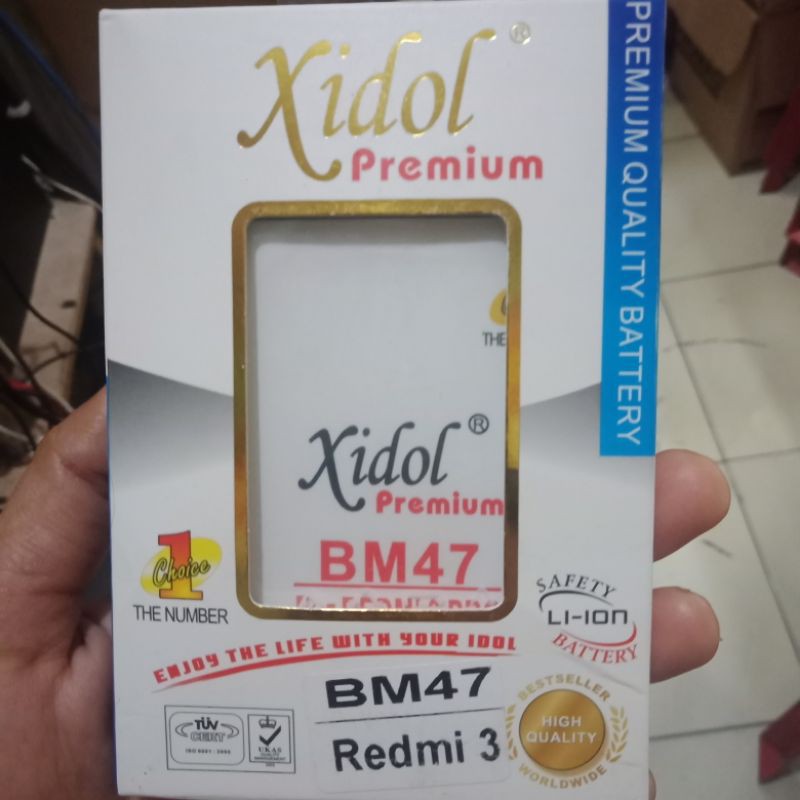 Xidol®
Premium
PREMIUM QUALITY BATTERY
THE
Xidol®
Premium
BM47
1
Choice
THE NUMBER
SAFETY
LI-ION
BATTERY
ENJOY THE LIFE WITH YOUR IDOL
BM47
Redmi 3
TÜV
CERT
UKAS
BESTSELLER
HIGH
QUALITY
WORLDWIDE